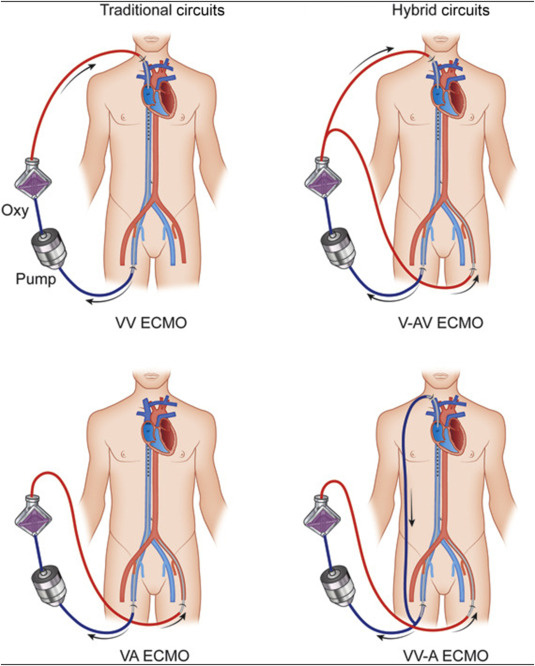 Traditional circuits
Hybrid circuits
Oxy
Pump
VV ECMO
V-AV ECMO
VA ECMO
VV-A ECMO